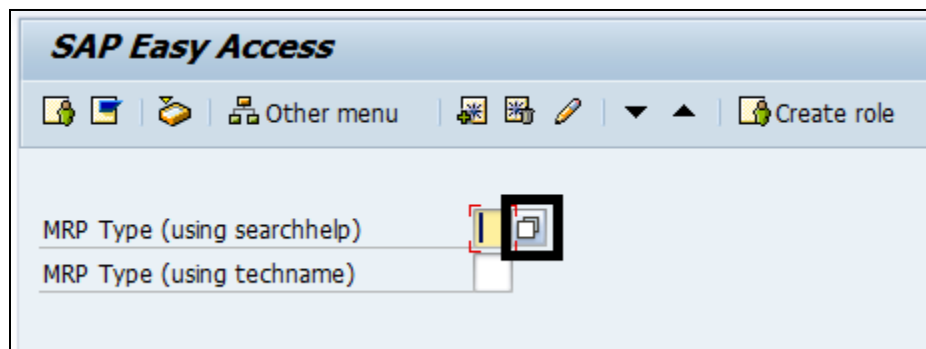 SAP Easy Access
Other menu Create role
MRP Type (using searchhelp)
MRP Type (using techname)